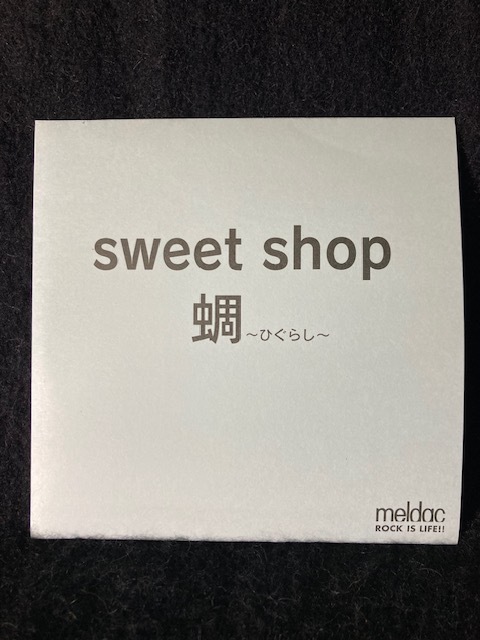 sweet shop
蜩～ひぐらし～
meldac
ROCK IS LIFE!!